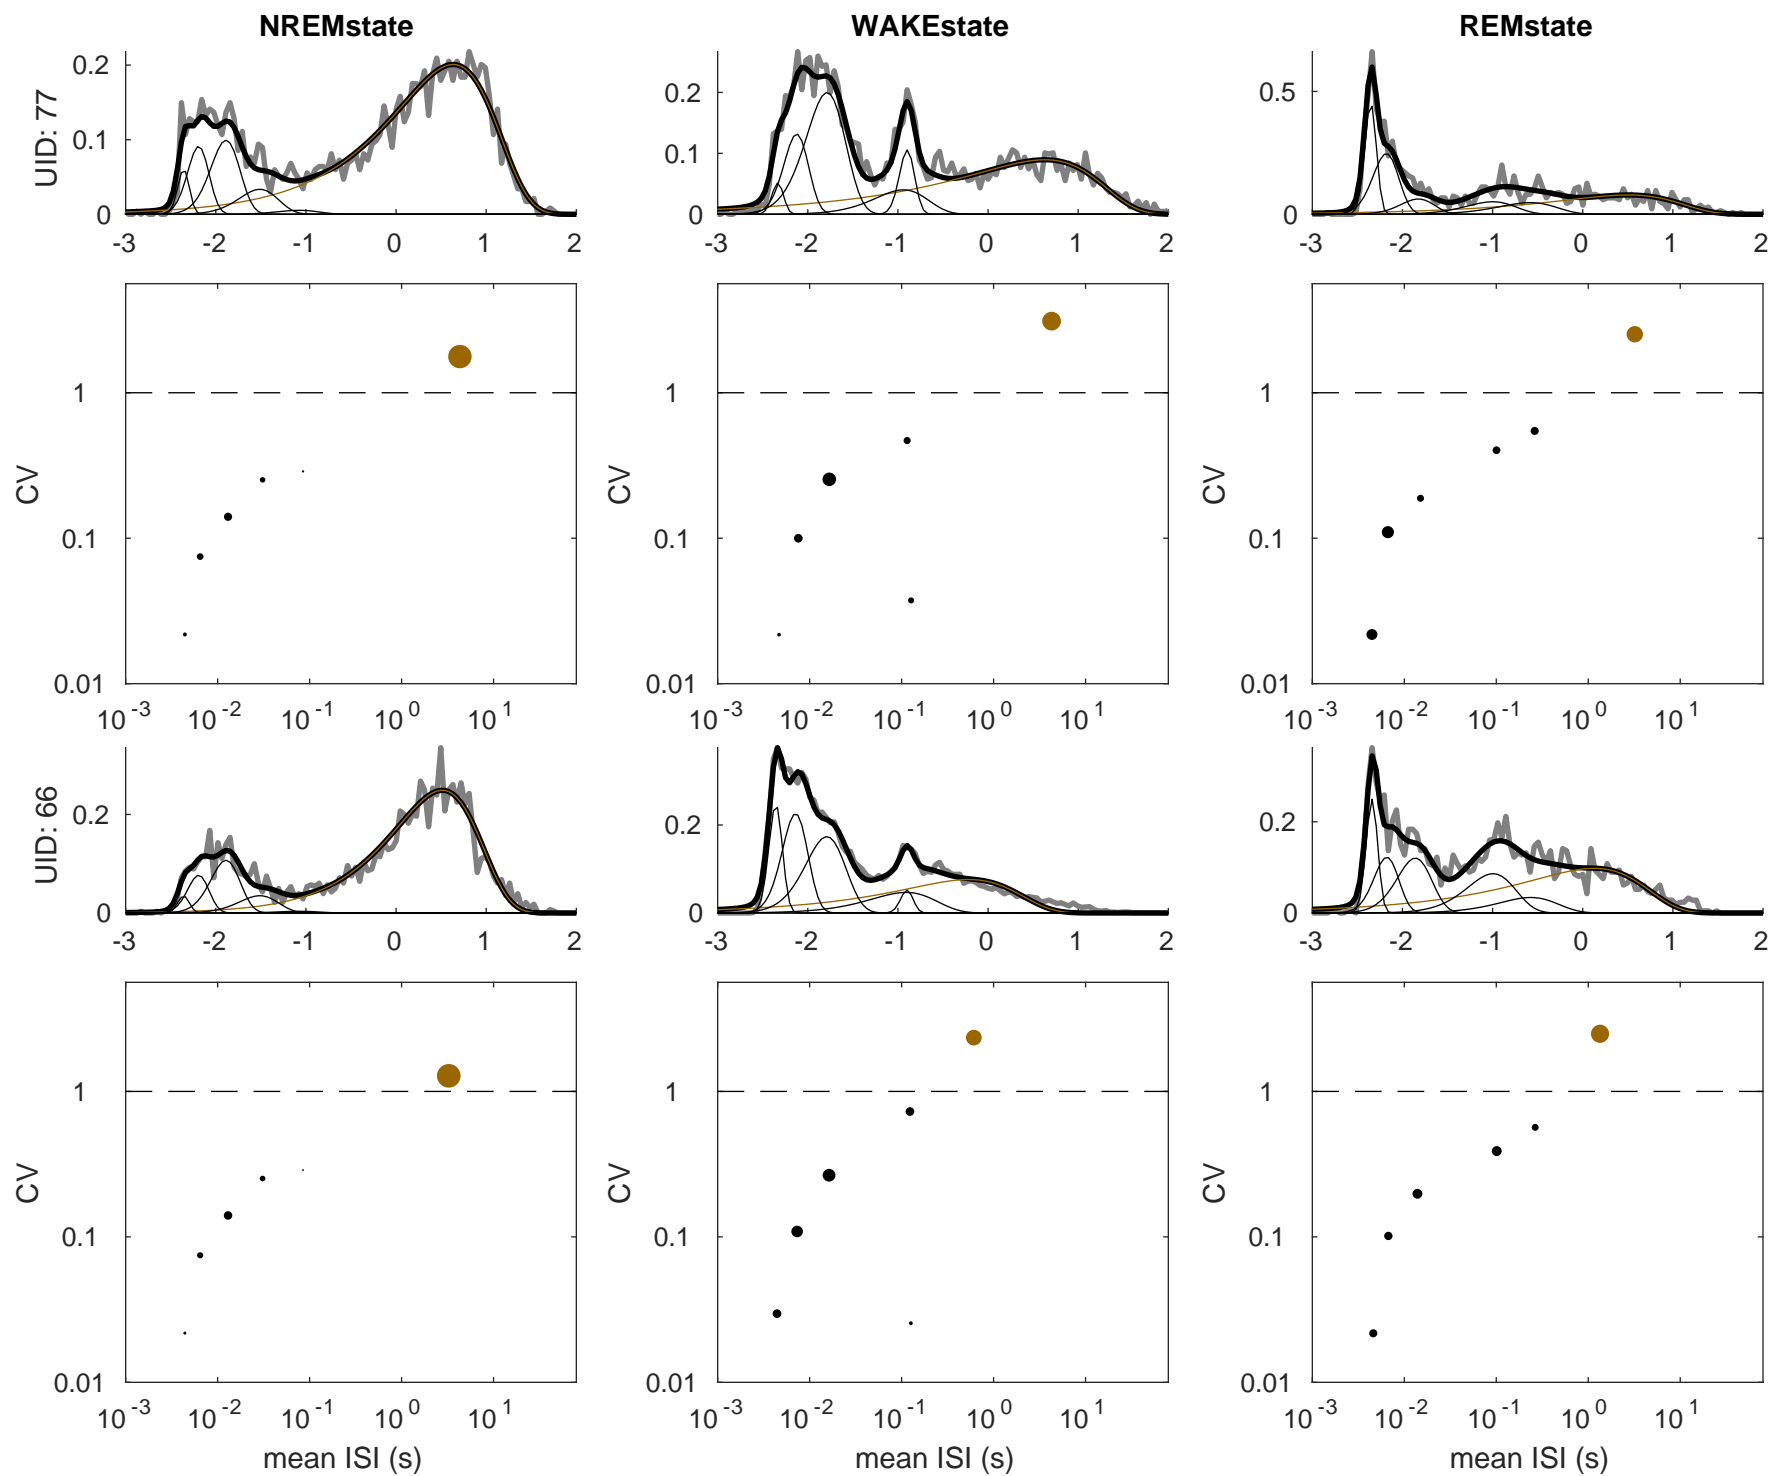 NREMstate WAKEstate REMstate
UID: 77
0.2 0.1 0
0.2 0.1 0
0.5 0
-3 -2 -1 0 1 2
-3 -2 -1 0 1 2
-3 -2 -1 0 1 2
CV 1 0.1 0.01
CV 1 0.1 0.01
CV 1 0.1 0.01
10^-3 10^-2 10^-1 10^0 10^1
10^-3 10^-2 10^-1 10^0 10^1
10^-3 10^-2 10^-1 10^0 10^1
UID: 66
0.2 0
0.2 0
0.2 0
-3 -2 -1 0 1 2
-3 -2 -1 0 1 2
-3 -2 -1 0 1 2
CV 1 0.1 0.01
CV 1 0.1 0.01
CV 1 0.1 0.01
10^-3 10^-2 10^-1 10^0 10^1
10^-3 10^-2 10^-1 10^0 10^1
10^-3 10^-2 10^-1 10^0 10^1
mean ISI (s) mean ISI (s) mean ISI (s)